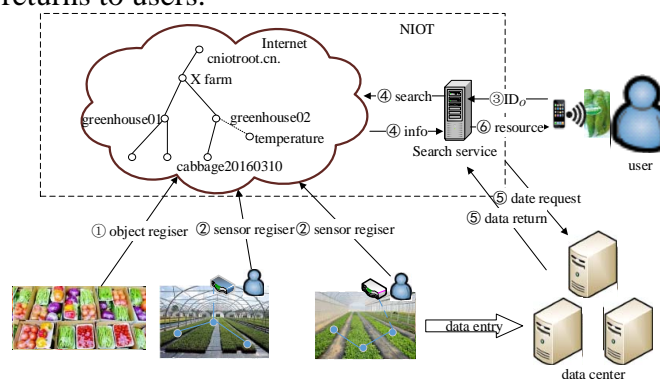 returns to users.
NIOT
Internet
cniotroot.cn.
X farm
greenhouse01
greenhouse02
temperature
cabbage20160310
④ search
③ID₀
④ info
⑥ resource
Search service
user
① object regiser
② sensor regiser
② sensor regiser
⑤ date request
⑤ data return
data entry
data center